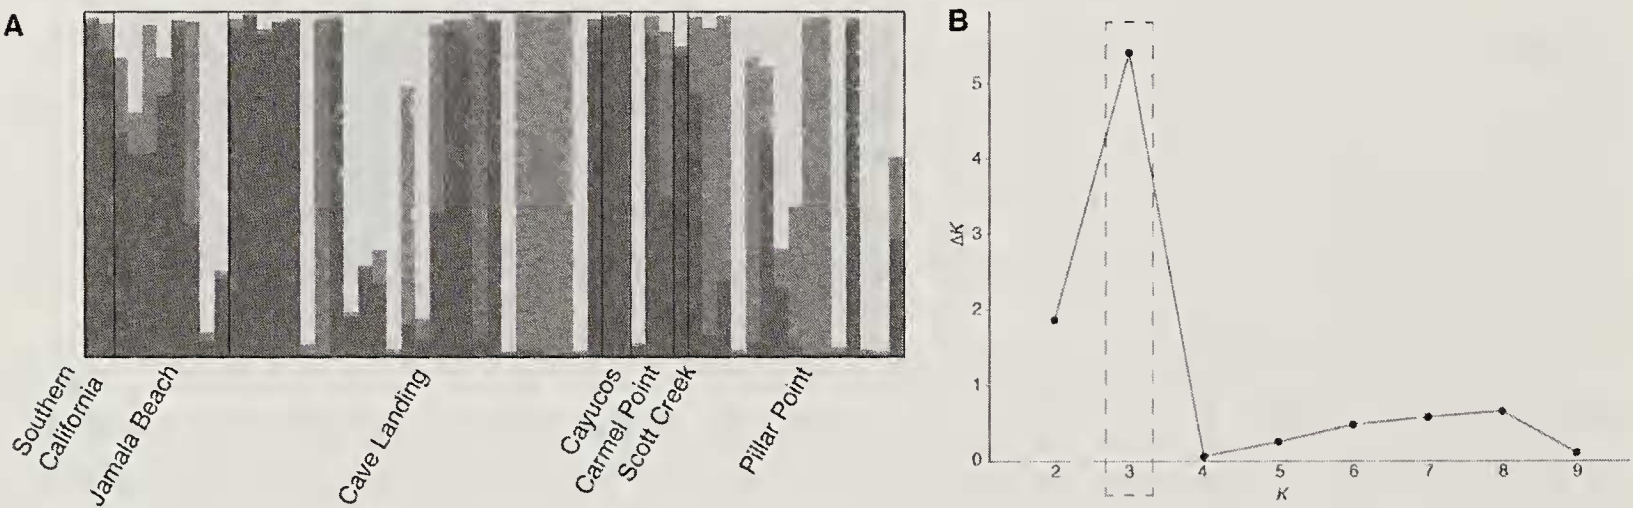 A
Southern
California
Jamala Beach
Cave Landing
Cayucos
Carmel Point
Scott Creek
Pillar Point
B
5
4
3
2
1
0
ΔK
2 3 4 5 6 7 8 9
K